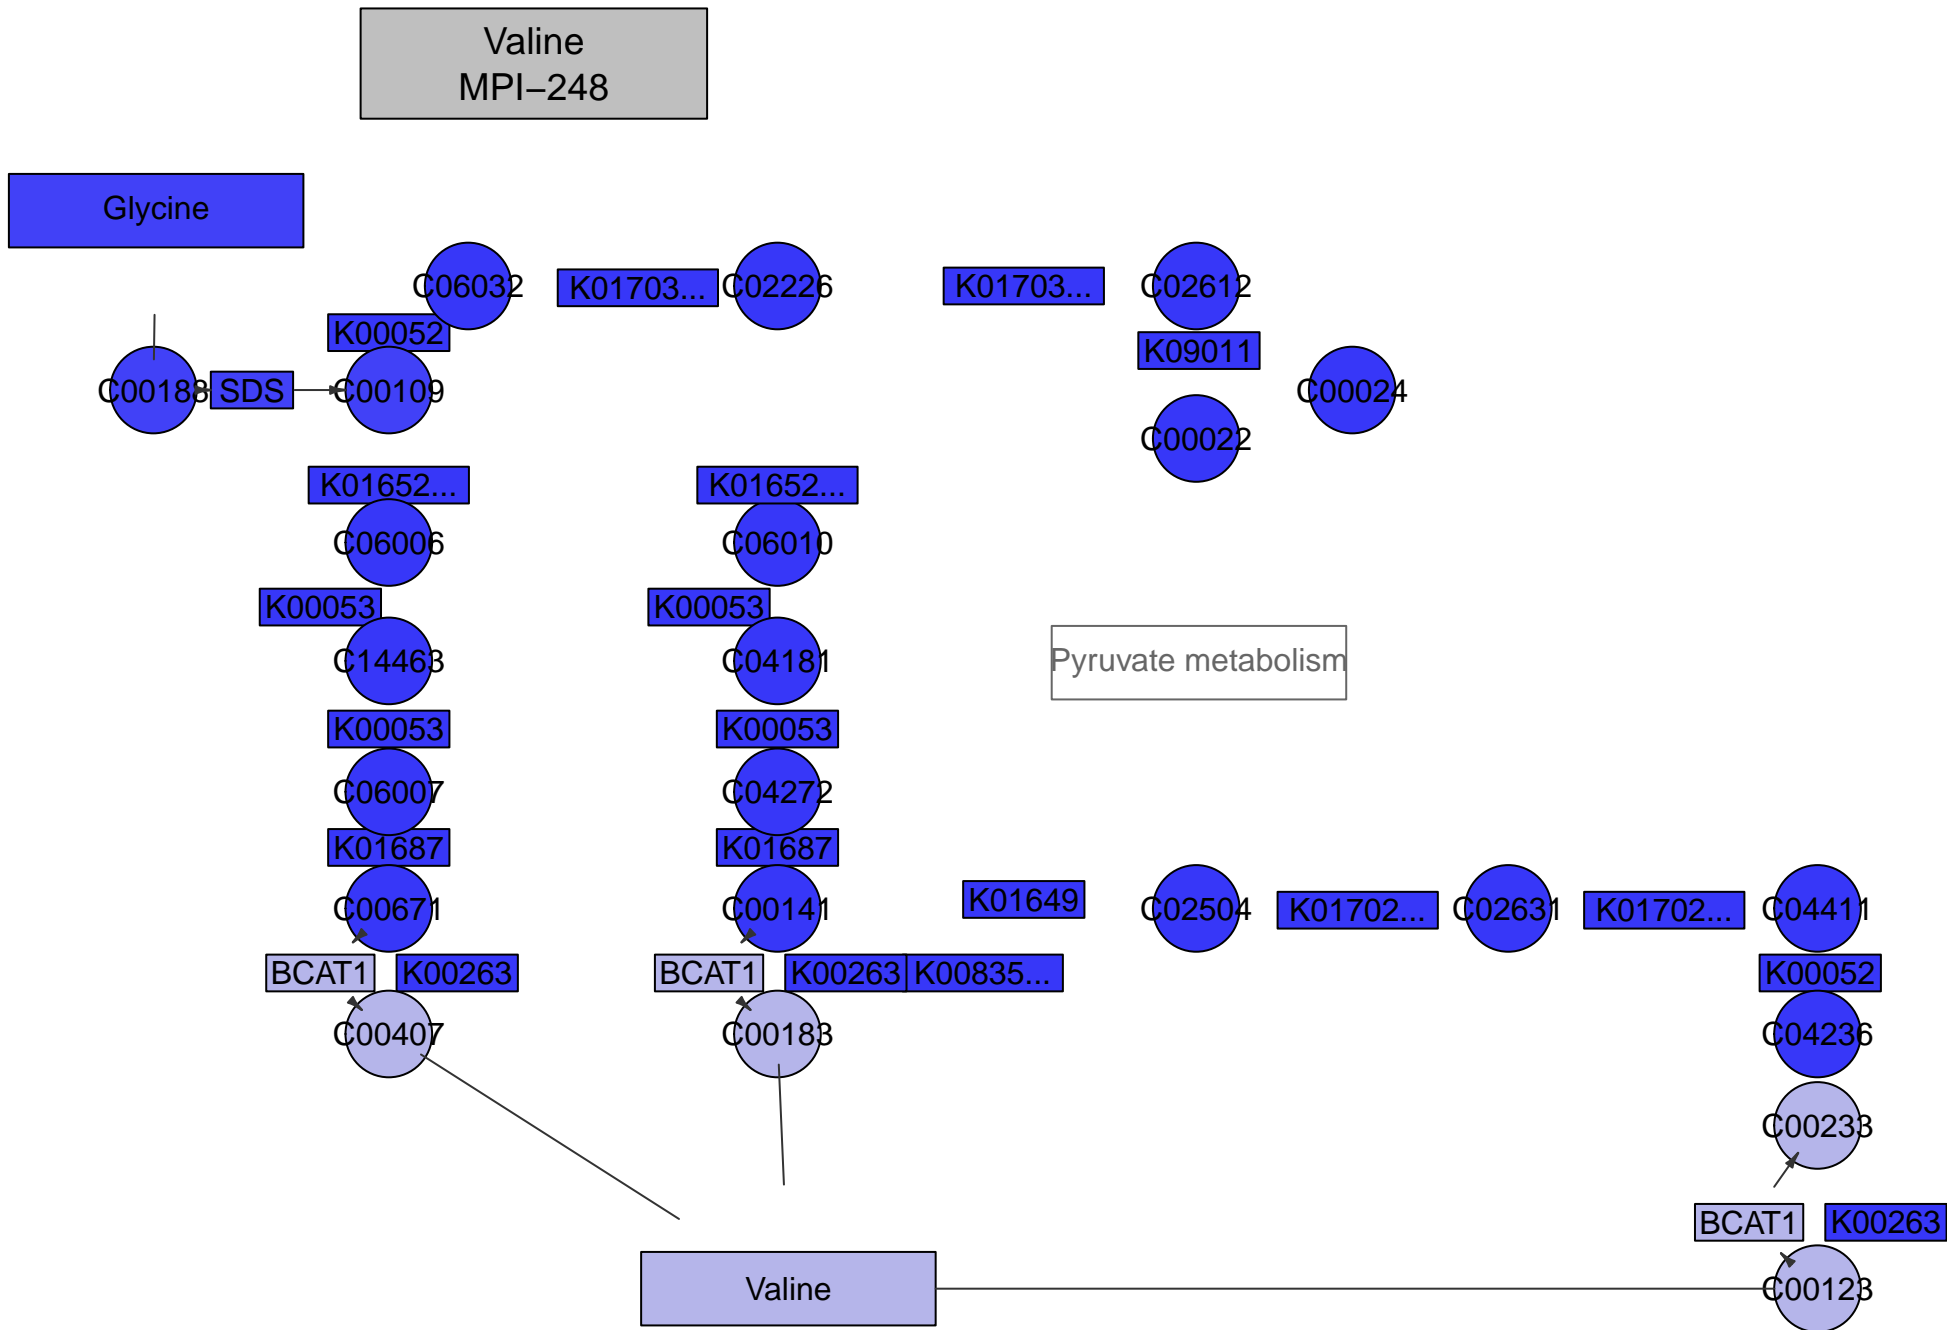 Valine
MPI−248
Glycine
C06032
K01703...
C02226
K01703...
C02612
K00052
K09011
C00188
SDS
C00109
C00024
C00022
K01652...
K01652...
C06006
C06010
K00053
K00053
C14463
C04181
Pyruvate metabolism
K00053
K00053
C06007
C04272
K01687
K01687
C00671
C00141
K01649
C02504
K01702...
C02631
K01702...
C04411
BCAT1
K00263
BCAT1
K00263
K00835...
K00052
C00407
C00183
C04236
C00233
BCAT1
K00263
Valine
C00123